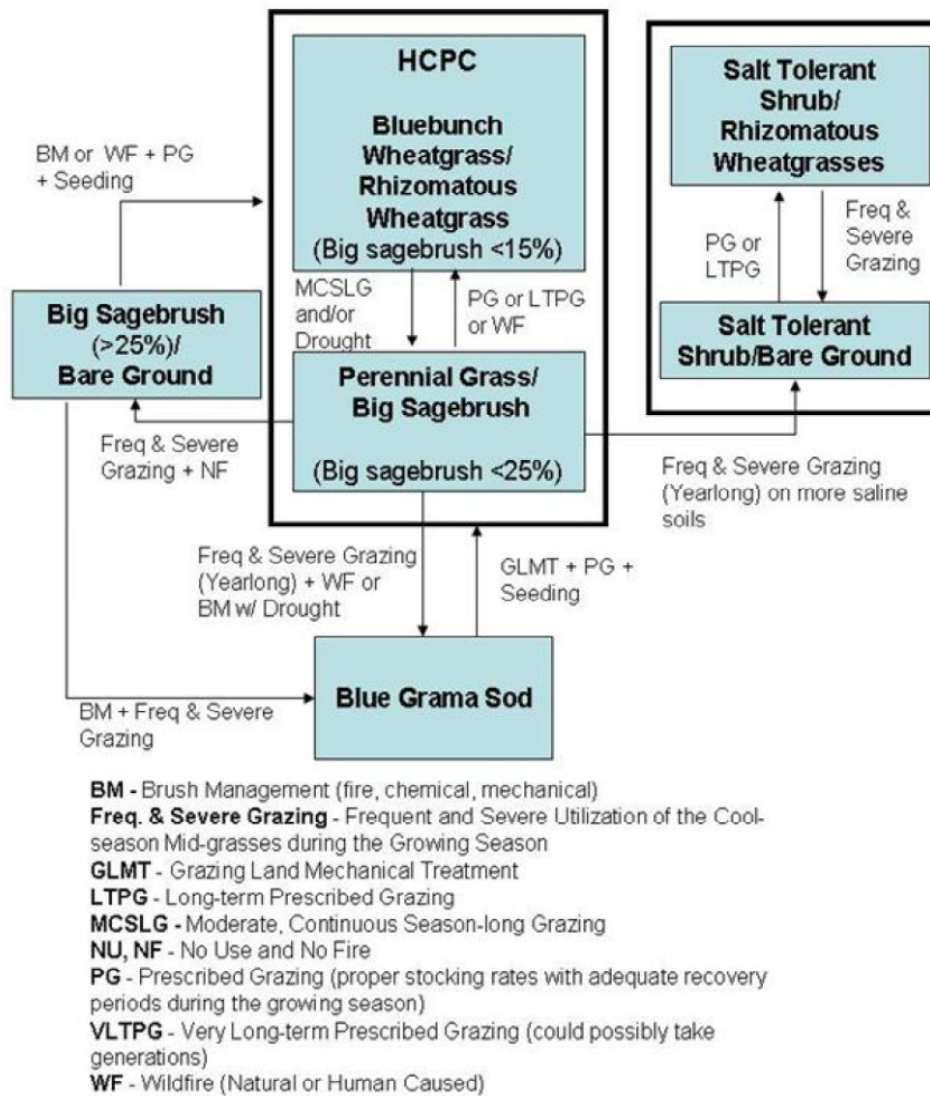 HCPC
Bluebunch
Wheatgrass/
Rhizomatous
Wheatgrass
(Big sagebrush <15%)
Salt Tolerant
Shrub/
Rhizomatous
Wheatgrasses
BM or WF + PG
+ Seeding
MCSLG
and/or
Drought
PG or LTPG
or WF
PG or
LTPG
Freq &
Severe
Grazing
Big Sagebrush
(>25%)/
Bare Ground
Perennial Grass/
Big Sagebrush
(Big sagebrush <25%)
Salt Tolerant
Shrub/Bare Ground
Freq & Severe
Grazing + NF
Freq & Severe Grazing
(Yearlong) on more saline
soils
Freq & Severe Grazing
(Yearlong) + WF or
BM w/ Drought
GLMT + PG +
Seeding
Blue Grama Sod
BM + Freq & Severe
Grazing
BM - Brush Management (fire, chemical, mechanical)
Freq. & Severe Grazing - Frequent and Severe Utilization of the Cool-
season Mid-grasses during the Growing Season
GLMT - Grazing Land Mechanical Treatment
LTPG - Long-term Prescribed Grazing
MCSLG - Moderate, Continuous Season-long Grazing
NU, NF - No Use and No Fire
PG - Prescribed Grazing (proper stocking rates with adequate recovery
periods during the growing season)
VLTPG - Very Long-term Prescribed Grazing (could possibly take
generations)
WF - Wildfire (Natural or Human Caused)